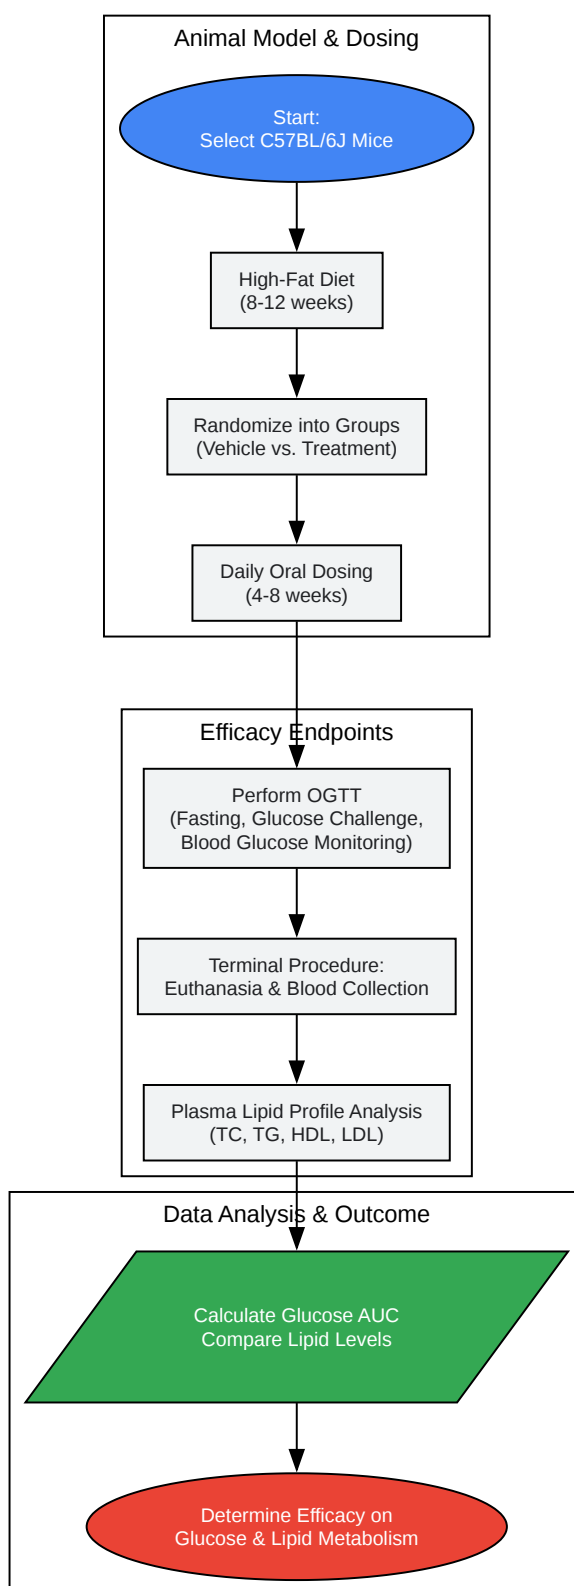 Animal Model & Dosing
Start:
Select C57BL/6J Mice
High-Fat Diet
(8-12 weeks)
Randomize into Groups
(Vehicle vs. Treatment)
Daily Oral Dosing
(4-8 weeks)
Efficacy Endpoints
Perform OGTT
(Fasting, Glucose Challenge,
Blood Glucose Monitoring)
Terminal Procedure:
Euthanasia & Blood Collection
Plasma Lipid Profile Analysis
(TC, TG, HDL, LDL)
Data Analysis & Outcome
Calculate Glucose AUC
Compare Lipid Levels
Determine Efficacy on
Glucose & Lipid Metabolism